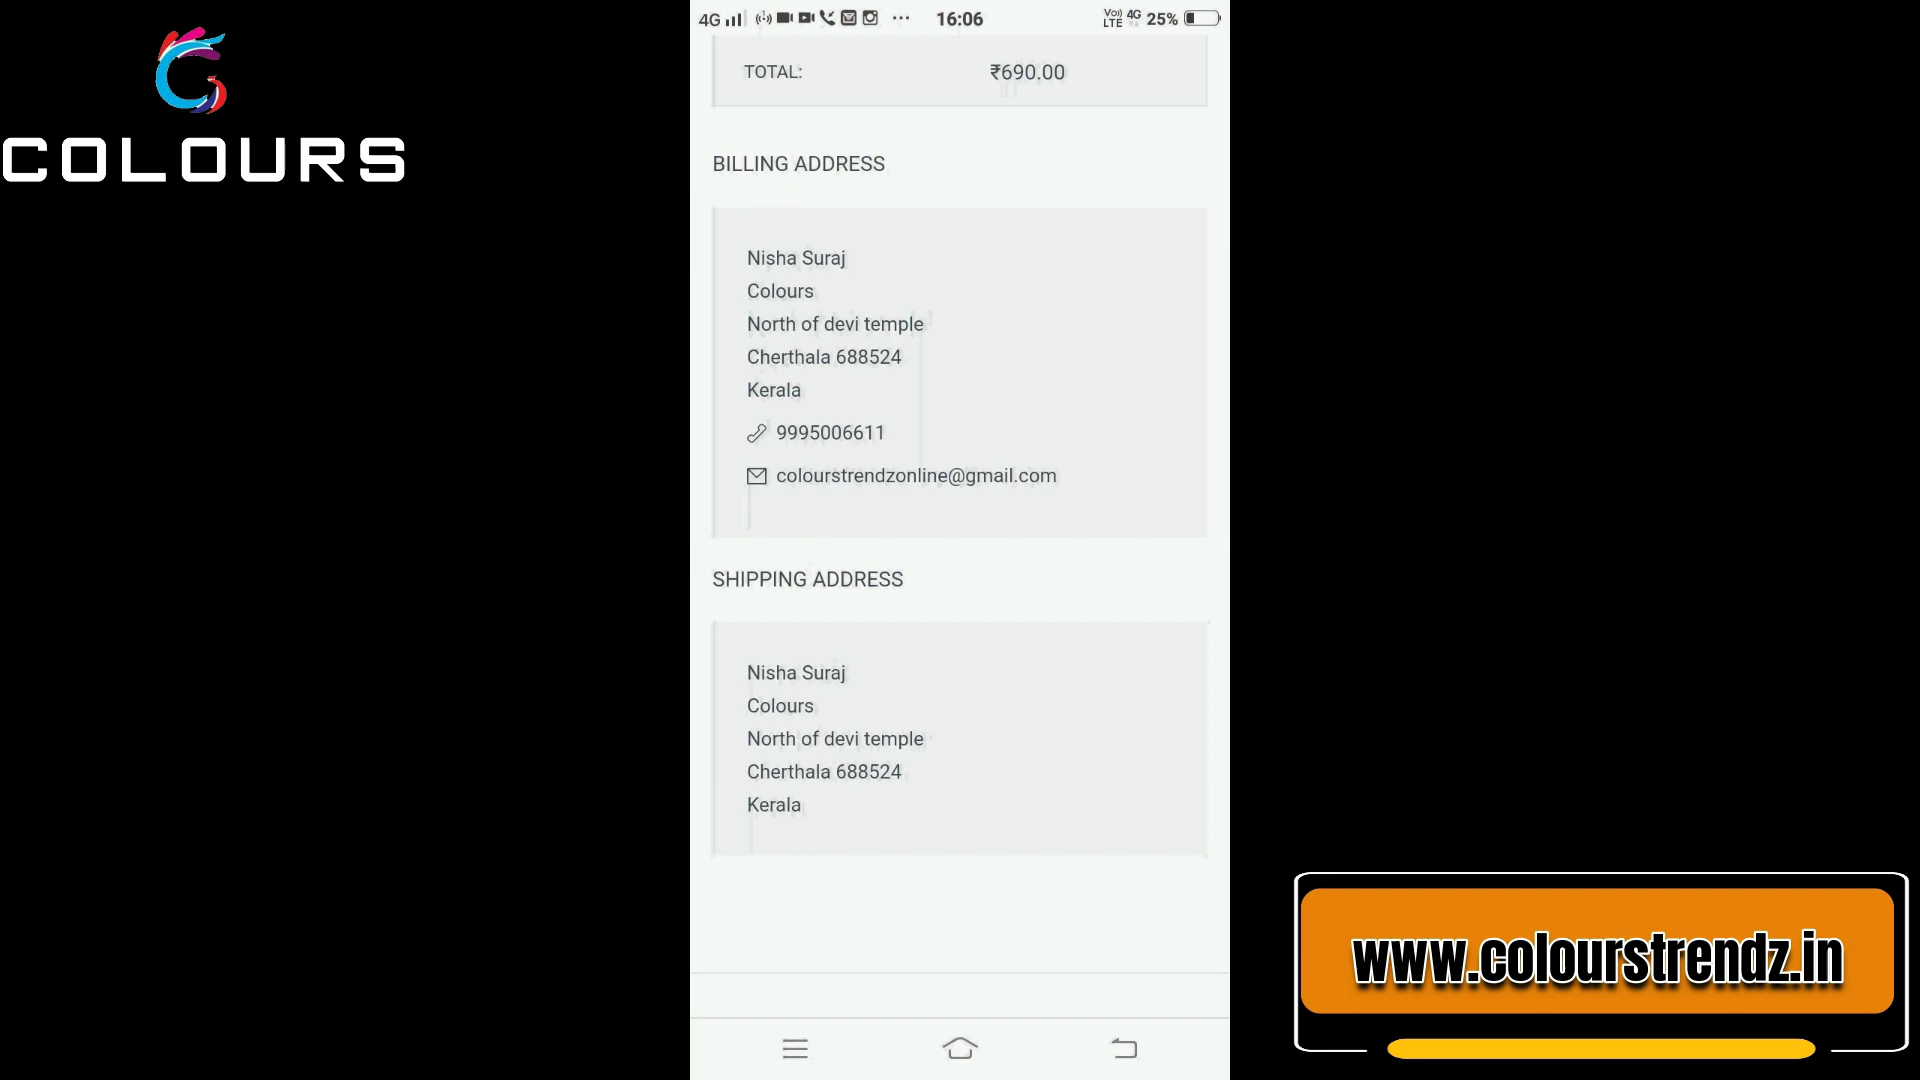 COLOURS
4G 16:06 Vo) LTE 4G 25%
TOTAL: ₹690.00
BILLING ADDRESS
Nisha Suraj
Colours
North of devi temple
Cherthala 688524
Kerala
9995006611
colourstrendzonline@gmail.com
SHIPPING ADDRESS
Nisha Suraj
Colours
North of devi temple
Cherthala 688524
Kerala
www.colourstrendz.in